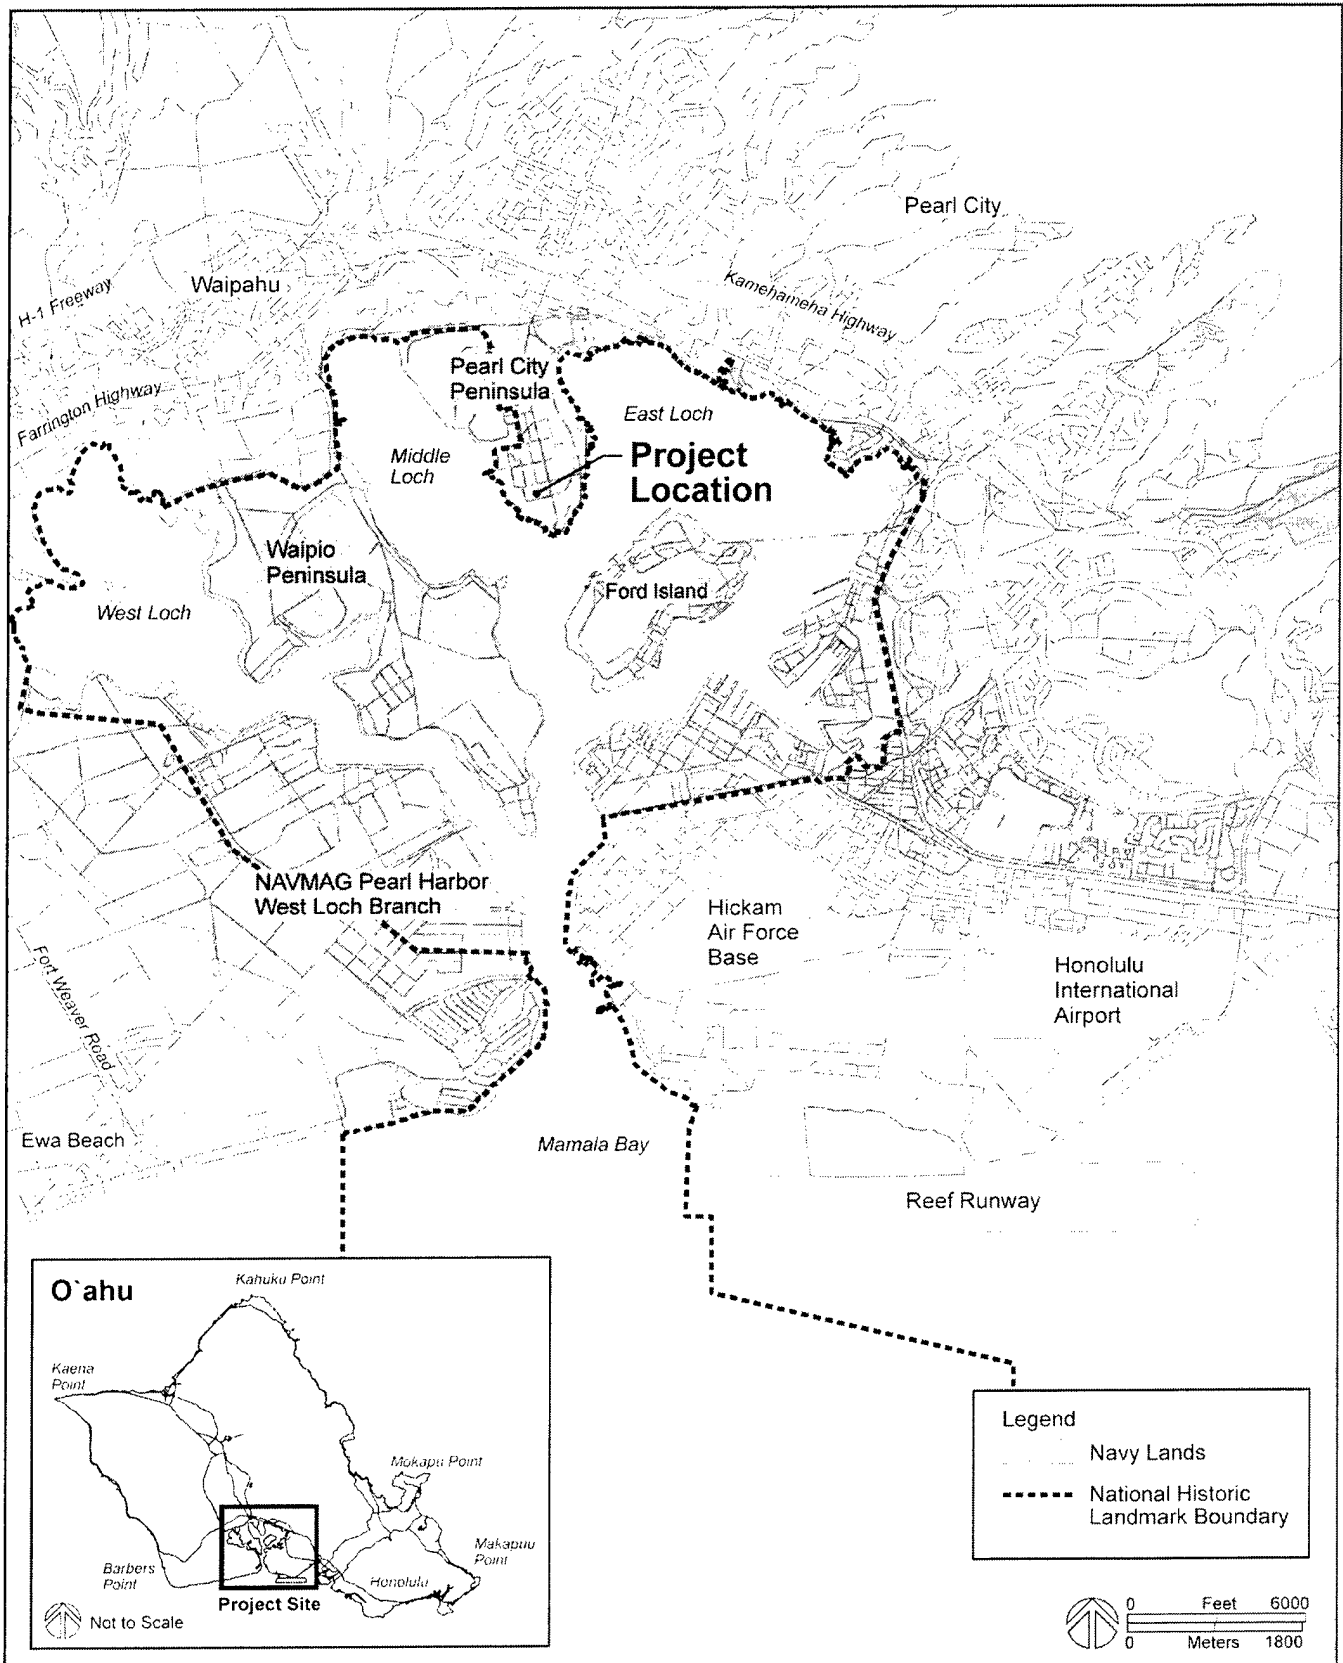 Pearl City
Waipahu
H-1 Freeway
Kamehameha Highway
Pearl City
Peninsula
Farrington Highway
East Loch
Middle
Loch
Project
Location
Waipio
Peninsula
Ford Island
West Loch
NAVMAG Pearl Harbor
West Loch Branch
Hickam
Air Force
Base
Honolulu
International
Airport
Fort Weaver Road
Ewa Beach
Mamala Bay
Reef Runway
O`ahu
Kahuku Point
Kaena
Point
Mokapu Point
Makapuu
Point
Barbers
Point
Honolulu
Project Site
Not to Scale
Legend
Navy Lands
National Historic
Landmark Boundary
0 Feet 6000
0 Meters 1800